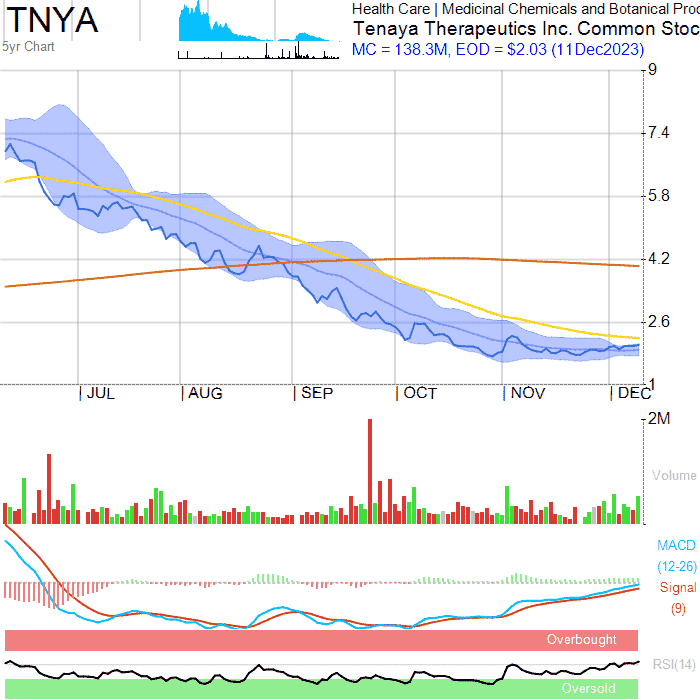 TNYA
5yr Chart
Health Care | Medicinal Chemicals and Botanical Proc
Tenaya Therapeutics Inc. Common Stoc
MC = 138.3M, EOD = $2.03 (11Dec2023)
9
7.4
5.8
4.2
2.6
1
JUL AUG SEP OCT NOV DEC
2M
Volume
MACD
(12-26)
Signal
(9)
Overbought
RSI(14)
Oversold